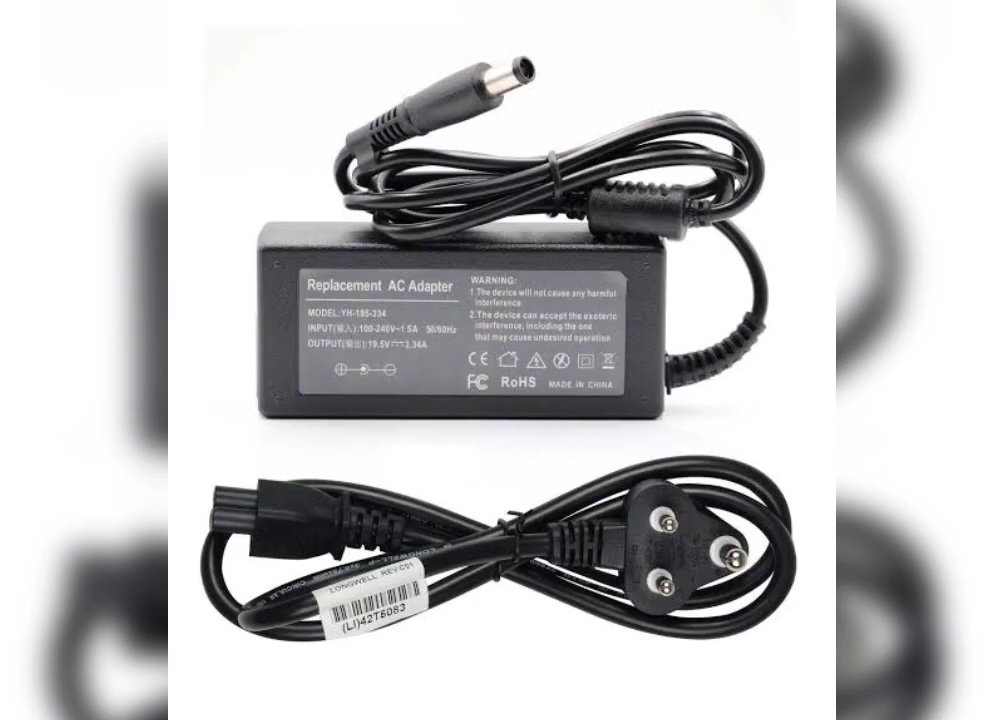 Replacement AC Adapter
MODEL:YH-195-334
INPUT(输入):100-240V~1 5A 50/60Hz
OUTPUT(输出):19.5V⎓3.34A
WARNING:
1 The device will not cause any harmful
interference.
2.The device can accept the exoteric
interference, including the one
that may cause undesired operation
CE
FC RoHS MADE IN CHINA
LONGWELL REV:C01
(LI)42T5083
LONGWELL-P